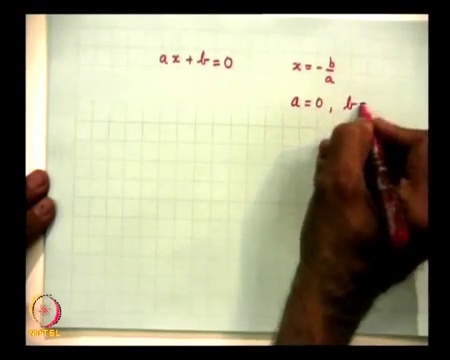 ax + b = 0
x = -b/a
a = 0, b =
NPTEL